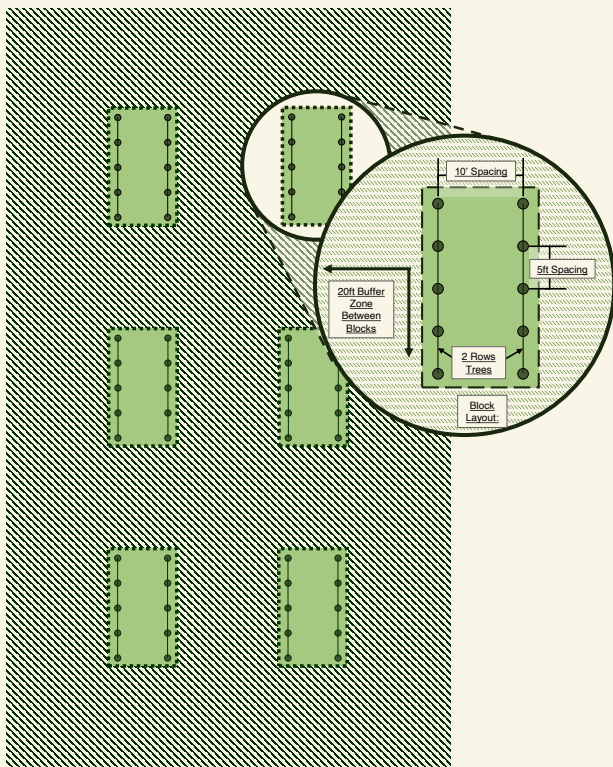 10' Spacing
5ft Spacing
20ft Buffer
Zone
Between
Blocks
2 Rows
Trees
Block
Layout: